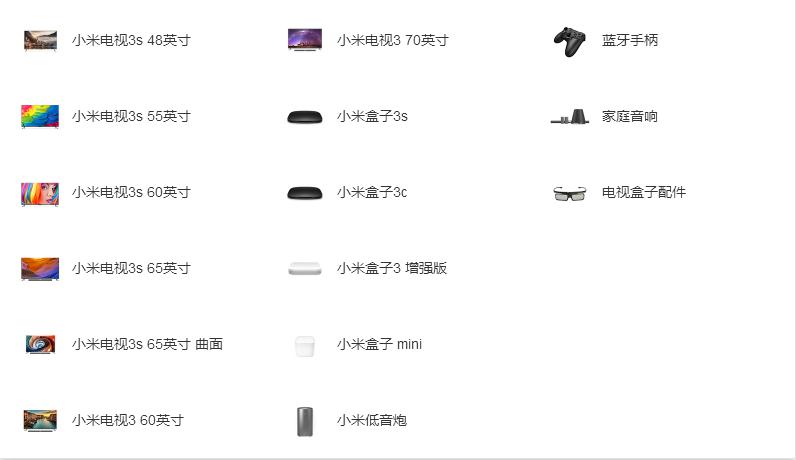 小米电视3s 48英寸
小米电视3s 55英寸
小米电视3s 60英寸
小米电视3s 65英寸
小米电视3s 65英寸 曲面
小米电视3 60英寸
小米电视3 70英寸
小米盒子3s
小米盒子3c
小米盒子3 增强版
小米盒子 mini
小米低音炮
蓝牙手柄
家庭音响
电视盒子配件